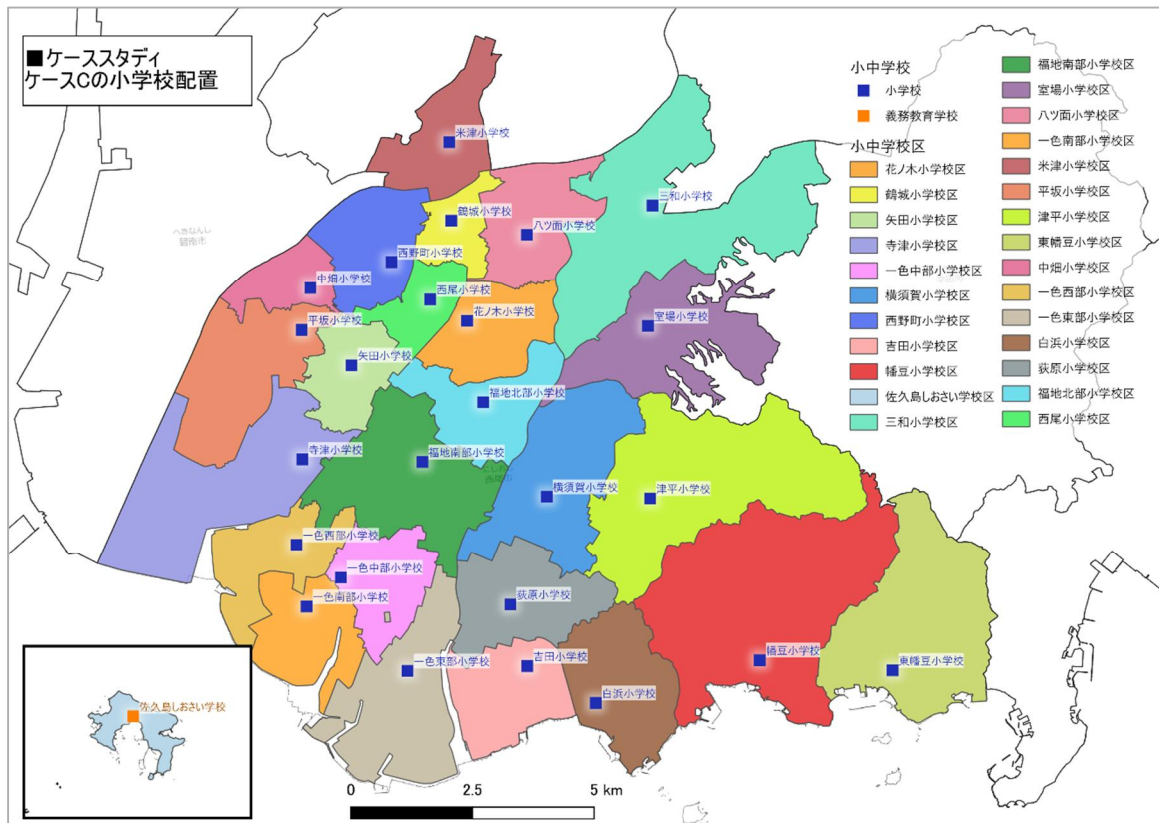 ■ケーススタディ
ケースCの小学校配置
小中学校
小学校
義務教育学校
小中学校区
花ノ木小学校区
鶴城小学校区
矢田小学校区
寺津小学校区
一色中部小学校区
横須賀小学校区
西野町小学校区
吉田小学校区
幡豆小学校区
佐久島しおさい学校区
三和小学校区
福地南部小学校区
室場小学校区
八ツ面小学校区
一色南部小学校区
米津小学校区
平坂小学校区
津平小学校区
東幡豆小学校区
中畑小学校区
一色西部小学校区
一色東部小学校区
白浜小学校区
荻原小学校区
福地北部小学校区
西尾小学校区
米津小学校
三和小学校
鶴城小学校
八ツ面小学校
へきなんし
碧南市
西野町小学校
中畑小学校
西尾小学校
花ノ木小学校
平坂小学校
室場小学校
矢田小学校
福地北部小学校
寺津小学校
福地南部小学校
横須賀小学校
津平小学校
一色西部小学校
一色中部小学校
一色南部小学校
荻原小学校
一色東部小学校
吉田小学校
幡豆小学校
東幡豆小学校
白浜小学校
佐久島しおさい学校
0 2.5 5 km